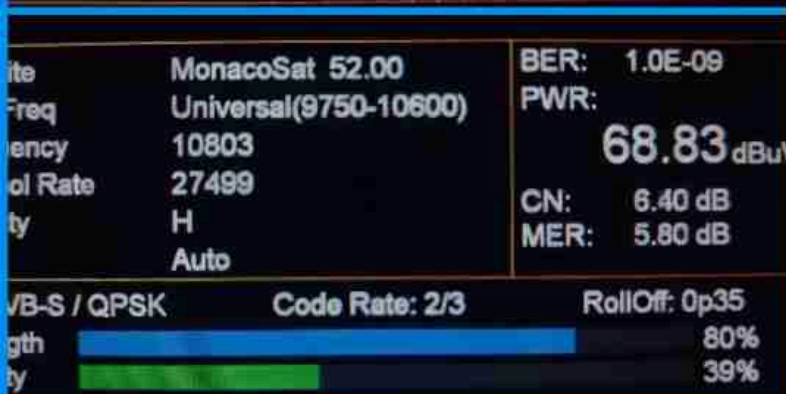 ite MonacoSat 52.00
Freq Universal(9750-10600)
ency 10803
ol Rate 27499
ty H
Auto
BER: 1.0E-09
PWR:
68.83 dBuV
CN: 6.40 dB
MER: 5.80 dB
VB-S / QPSK Code Rate: 2/3 RollOff: 0p35
gth 80%
ty 39%